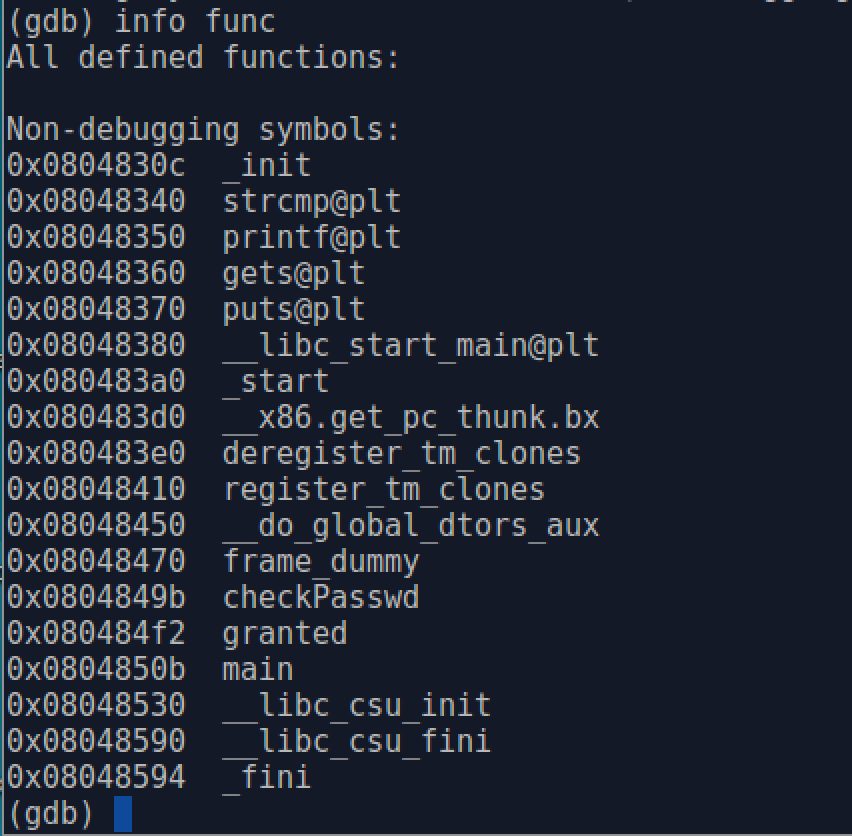 (gdb) info func
All defined functions:

Non-debugging symbols:
0x0804830c  _init
0x08048340  strcmp@plt
0x08048350  printf@plt
0x08048360  gets@plt
0x08048370  puts@plt
0x08048380  __libc_start_main@plt
0x080483a0  _start
0x080483d0  __x86.get_pc_thunk.bx
0x080483e0  deregister_tm_clones
0x08048410  register_tm_clones
0x08048450  __do_global_dtors_aux
0x08048470  frame_dummy
0x0804849b  checkPasswd
0x080484f2  granted
0x0804850b  main
0x08048530  __libc_csu_init
0x08048590  __libc_csu_fini
0x08048594  _fini
(gdb)